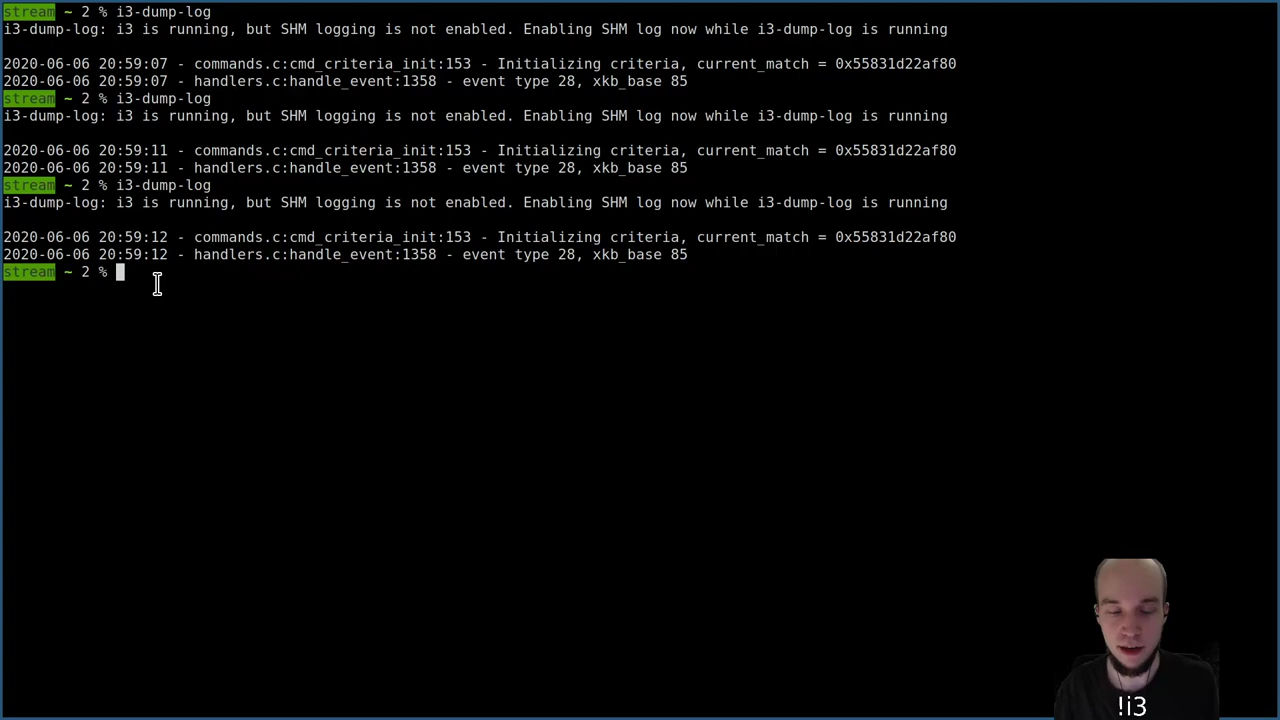 stream ~ 2 % i3-dump-log
i3-dump-log: i3 is running, but SHM logging is not enabled. Enabling SHM log now while i3-dump-log is running
2020-06-06 20:59:07 - commands.c:cmd_criteria_init:153 - Initializing criteria, current_match = 0x55831d22af80
2020-06-06 20:59:07 - handlers.c:handle_event:1358 - event type 28, xkb_base 85
stream ~ 2 % i3-dump-log
i3-dump-log: i3 is running, but SHM logging is not enabled. Enabling SHM log now while i3-dump-log is running
2020-06-06 20:59:11 - commands.c:cmd_criteria_init:153 - Initializing criteria, current_match = 0x55831d22af80
2020-06-06 20:59:11 - handlers.c:handle_event:1358 - event type 28, xkb_base 85
stream ~ 2 % i3-dump-log
i3-dump-log: i3 is running, but SHM logging is not enabled. Enabling SHM log now while i3-dump-log is running
2020-06-06 20:59:12 - commands.c:cmd_criteria_init:153 - Initializing criteria, current_match = 0x55831d22af80
2020-06-06 20:59:12 - handlers.c:handle_event:1358 - event type 28, xkb_base 85
stream ~ 2 %
!i3